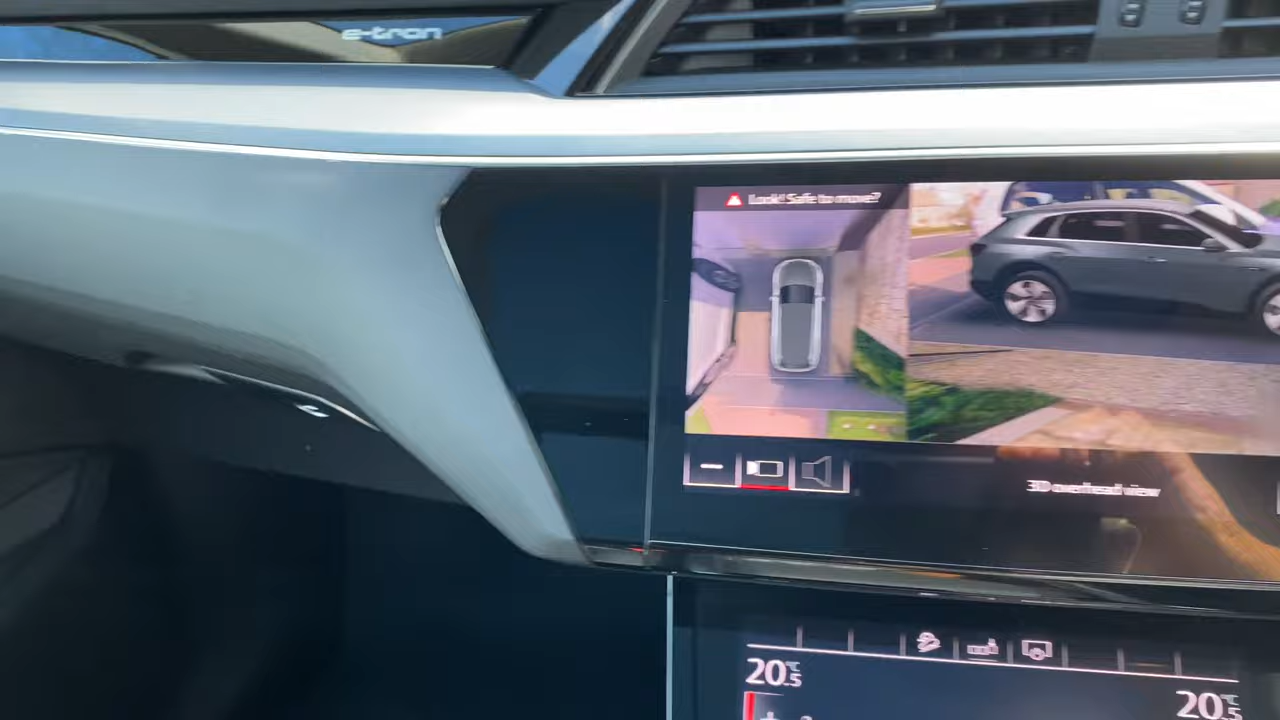 e-tron
Look! Safe to move?
3D overhead view
20.5 °C
20.5 °C